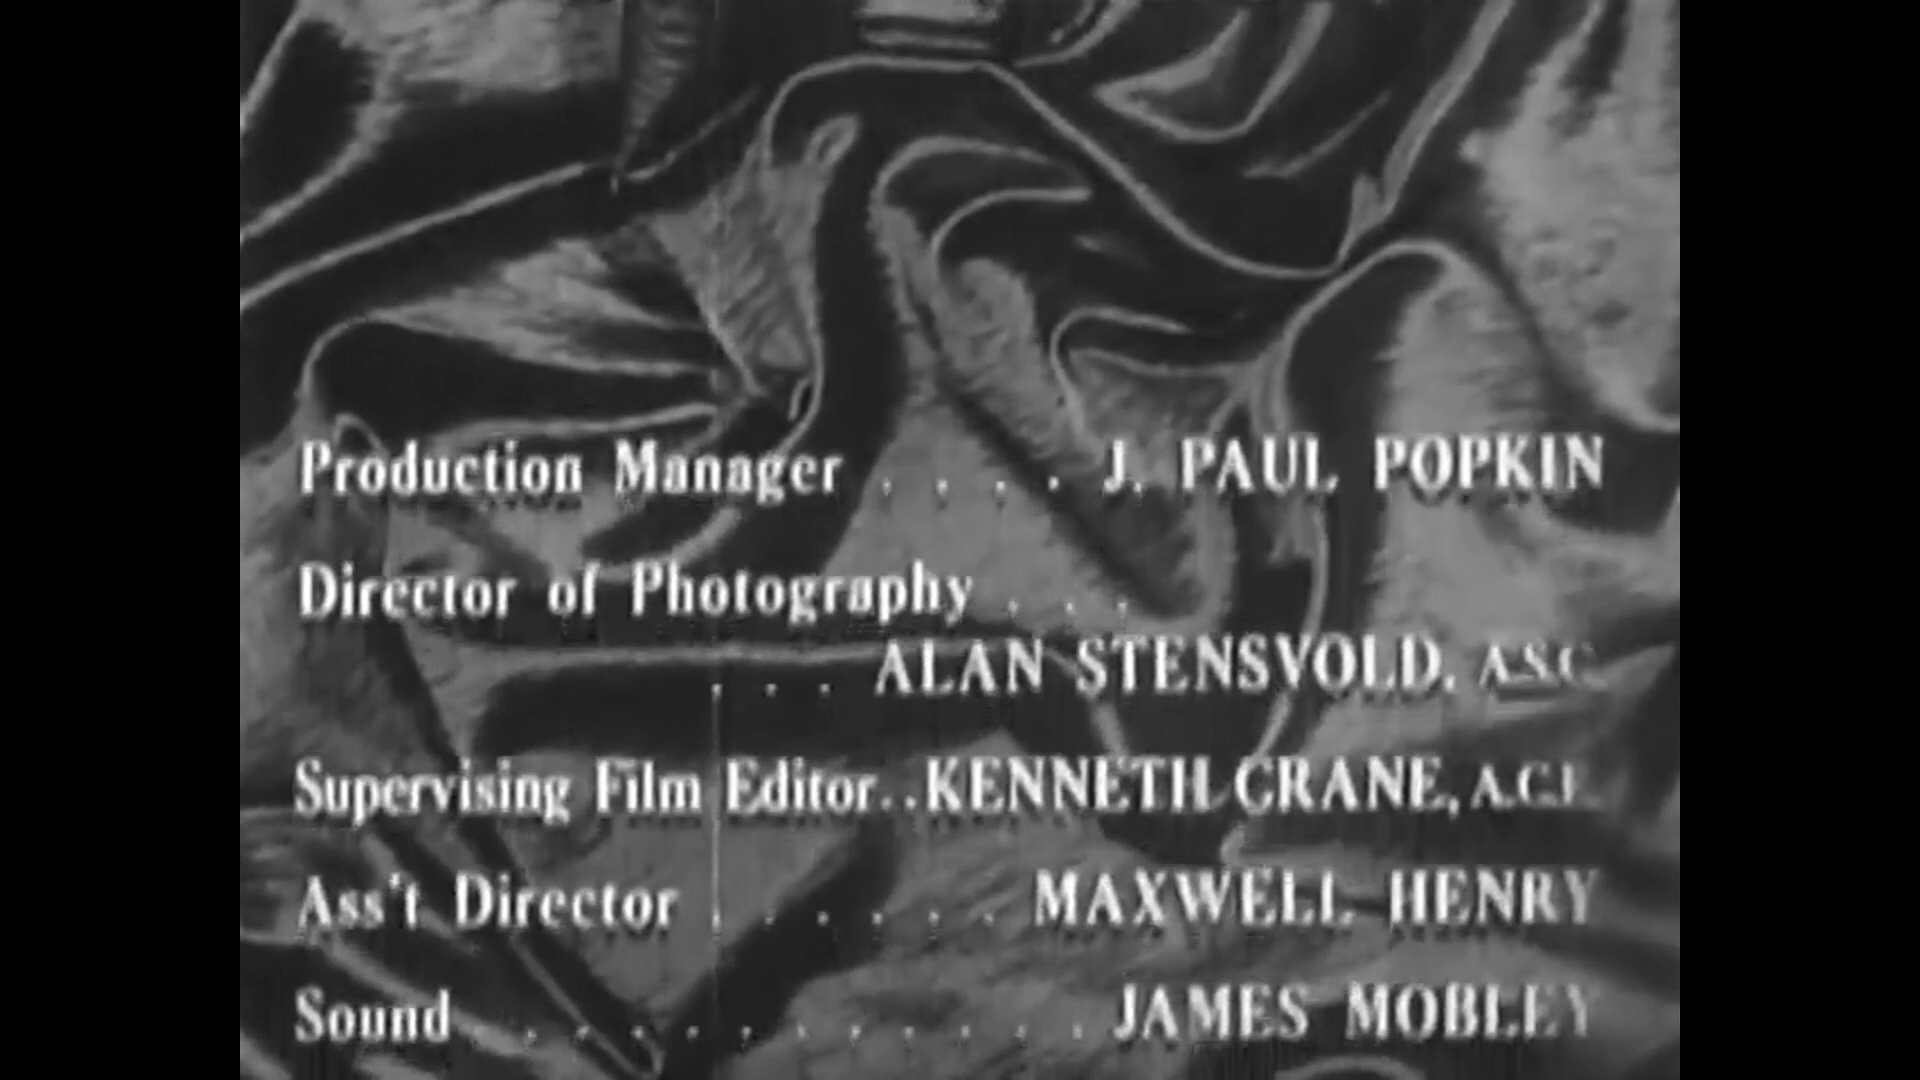 Production Manager . . . . J. PAUL POPKIN
Director of Photography . . .
. . . ALAN STENSVOLD, A.S.C.
Supervising Film Editor..KENNETH CRANE, A.C.E.
Ass't Director . . . . . . MAXWELL HENRY
Sound . . . . . . . . . . . . JAMES MOBLEY